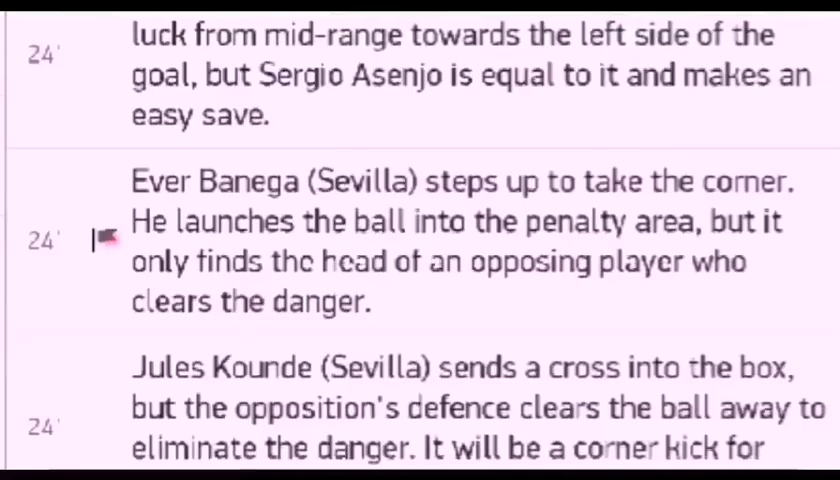 luck from mid-range towards the left side of the
24'
goal, but Sergio Asenjo is equal to it and makes an
easy save.
Ever Banega (Sevilla) steps up to take the corner.
He launches the ball into the penalty area, but it
24'
only finds the head of an opposing player who
clears the danger.
Jules Kounde (Sevilla) sends a cross into the box,
but the opposition's defence clears the ball away to
24'
eliminate the danger. It will be a corner kick for